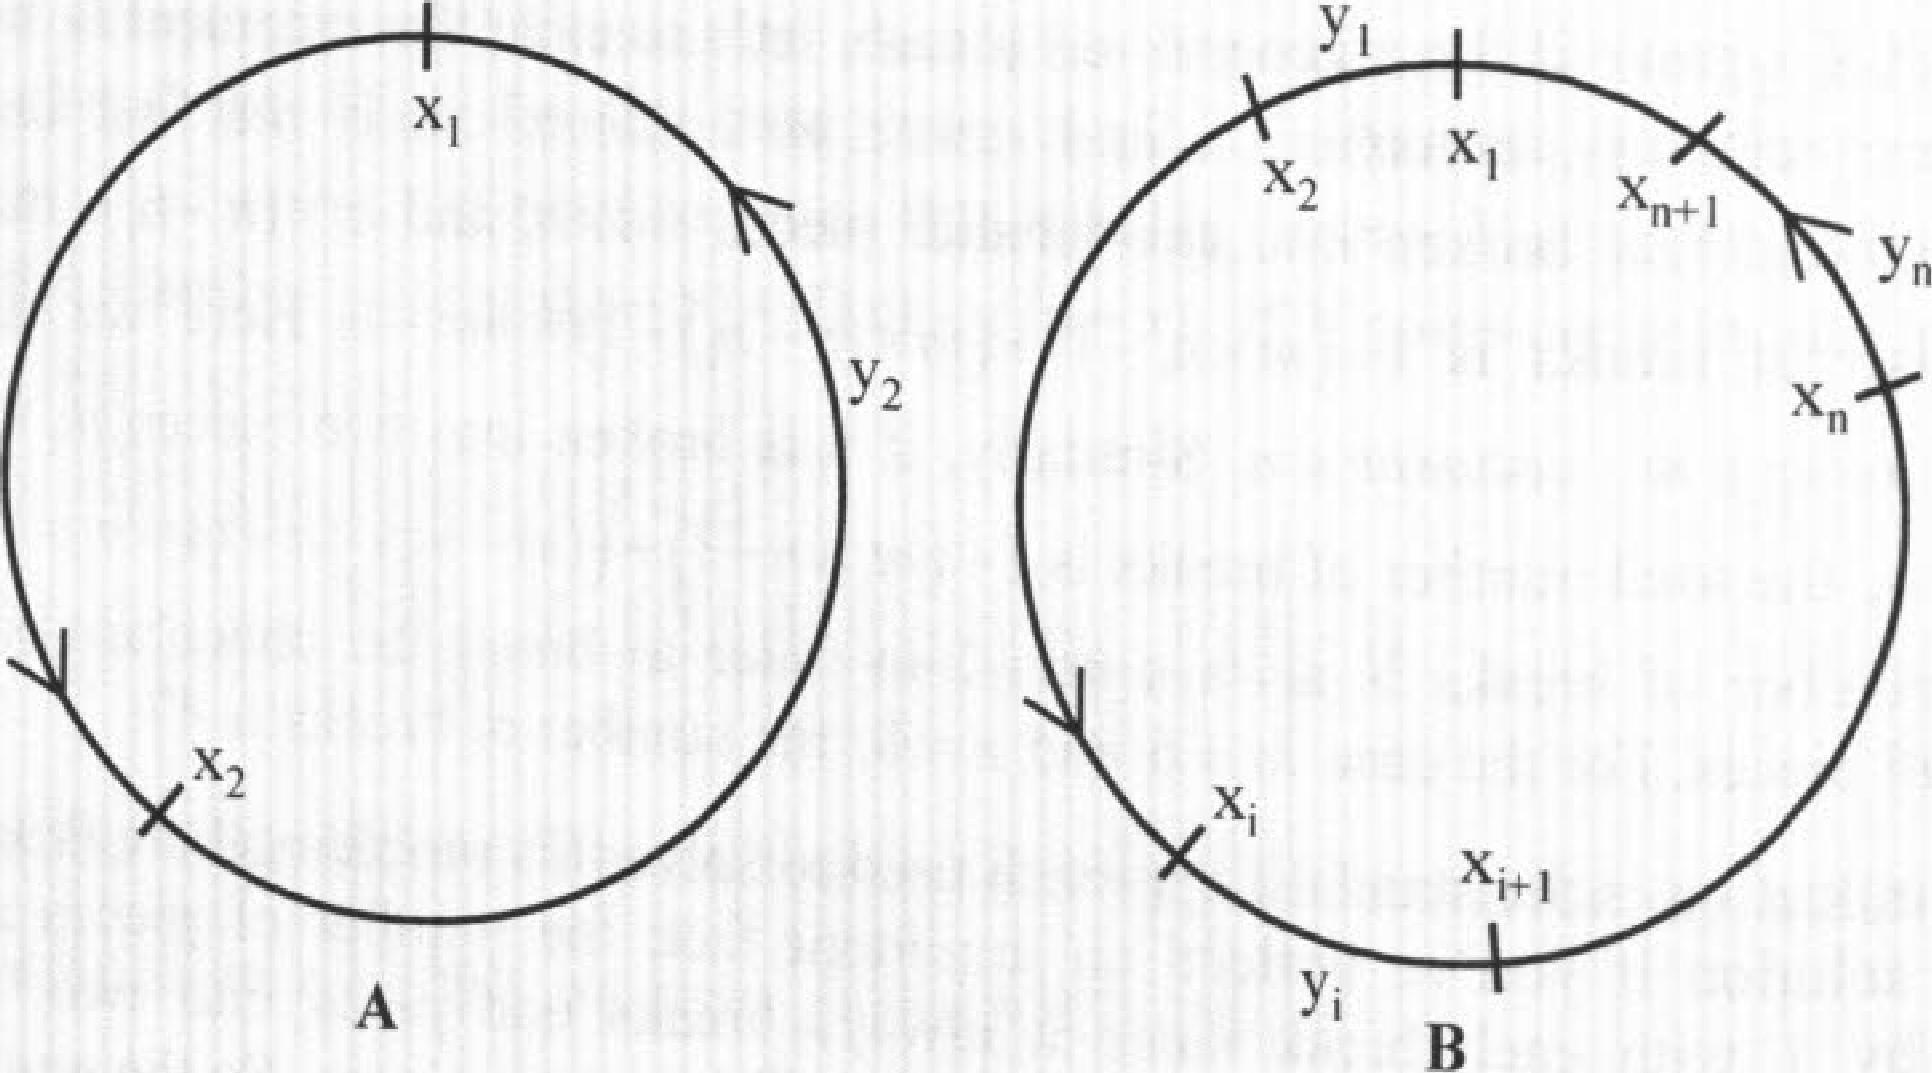 x₁
y₂
x₂
A
y₁
x₁
x₂
xₙ₊₁
yₙ
xₙ
xᵢ
xᵢ₊₁
yᵢ
B